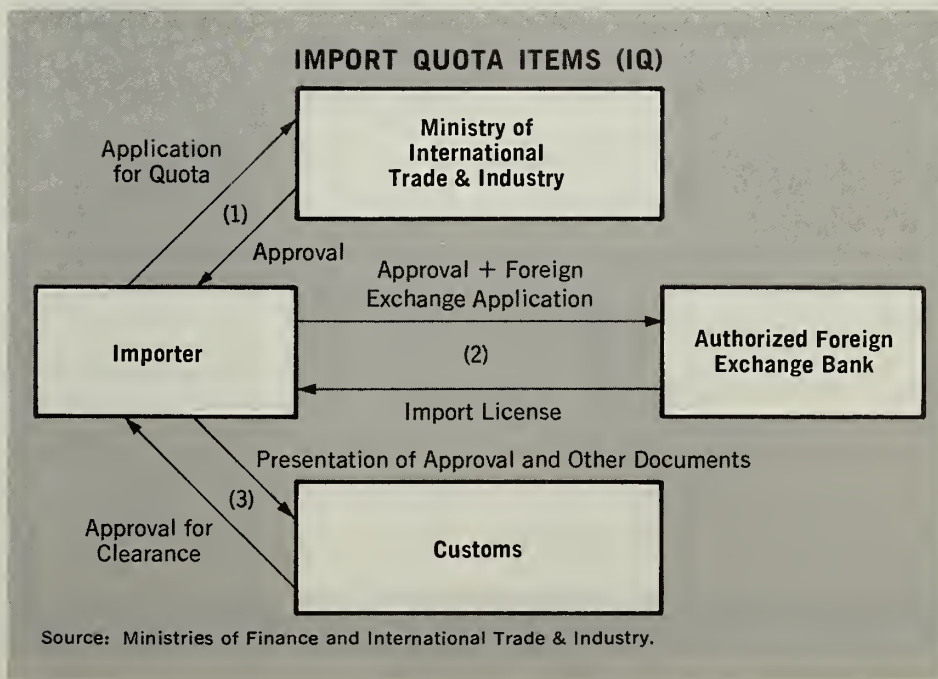 IMPORT QUOTA ITEMS (IQ)
Ministry of
International
Trade & Industry
Application
for Quota
(1)
Approval
Approval + Foreign
Exchange Application
Importer
(2)
Authorized Foreign
Exchange Bank
Import License
Presentation of Approval and Other Documents
(3)
Approval for
Clearance
Customs
Source: Ministries of Finance and International Trade & Industry.